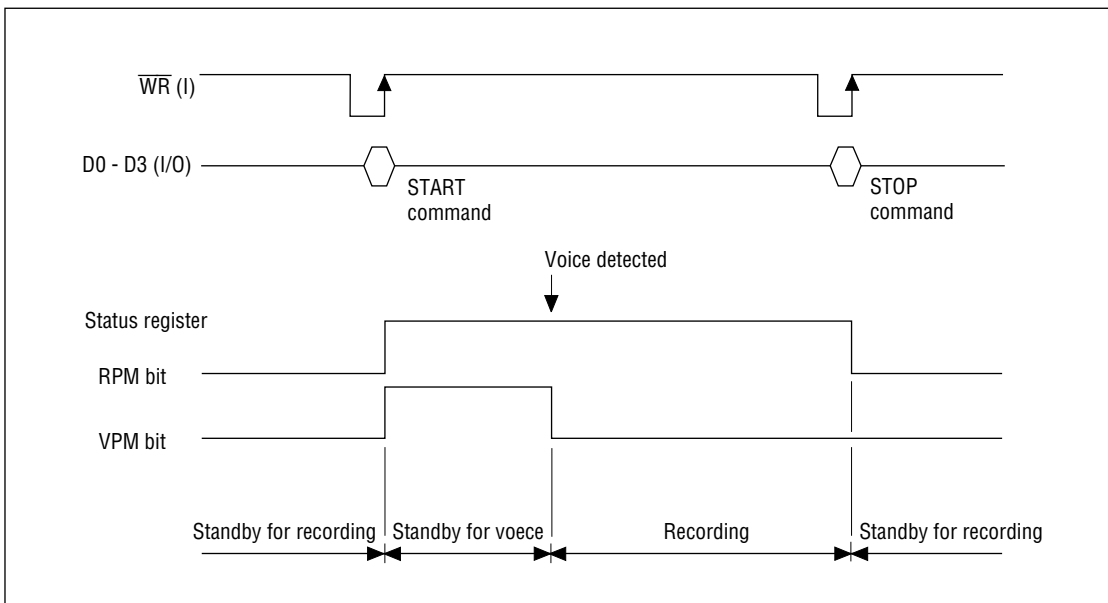 WR (I)
D0 - D3 (I/O)
START
command
STOP
command
Voice detected
Status register
RPM bit
VPM bit
Standby for recording
Standby for voece
Recording
Standby for recording